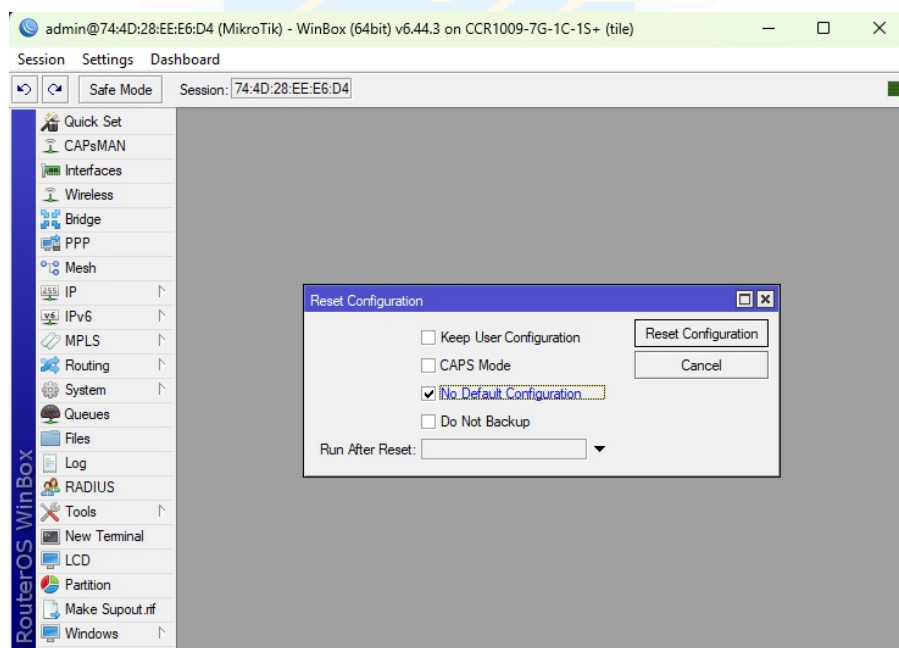 admin@74:4D:28:EE:E6:D4 (MikroTik) - WinBox (64bit) v6.44.3 on CCR1009-7G-1C-1S+ (tile)
Session Settings Dashboard
Safe Mode Session: 74:4D:28:EE:E6:D4
Quick Set
CAPsMAN
Interfaces
Wireless
Bridge
PPP
Mesh
IP
IPv6
MPLS
Routing
System
Queues
Files
Log
RADIUS
Tools
New Terminal
LCD
Partition
Make Supout.rif
Windows
RouterOS WinBox
Reset Configuration
Keep User Configuration
CAPS Mode
No Default Configuration
Do Not Backup
Run After Reset:
Reset Configuration
Cancel